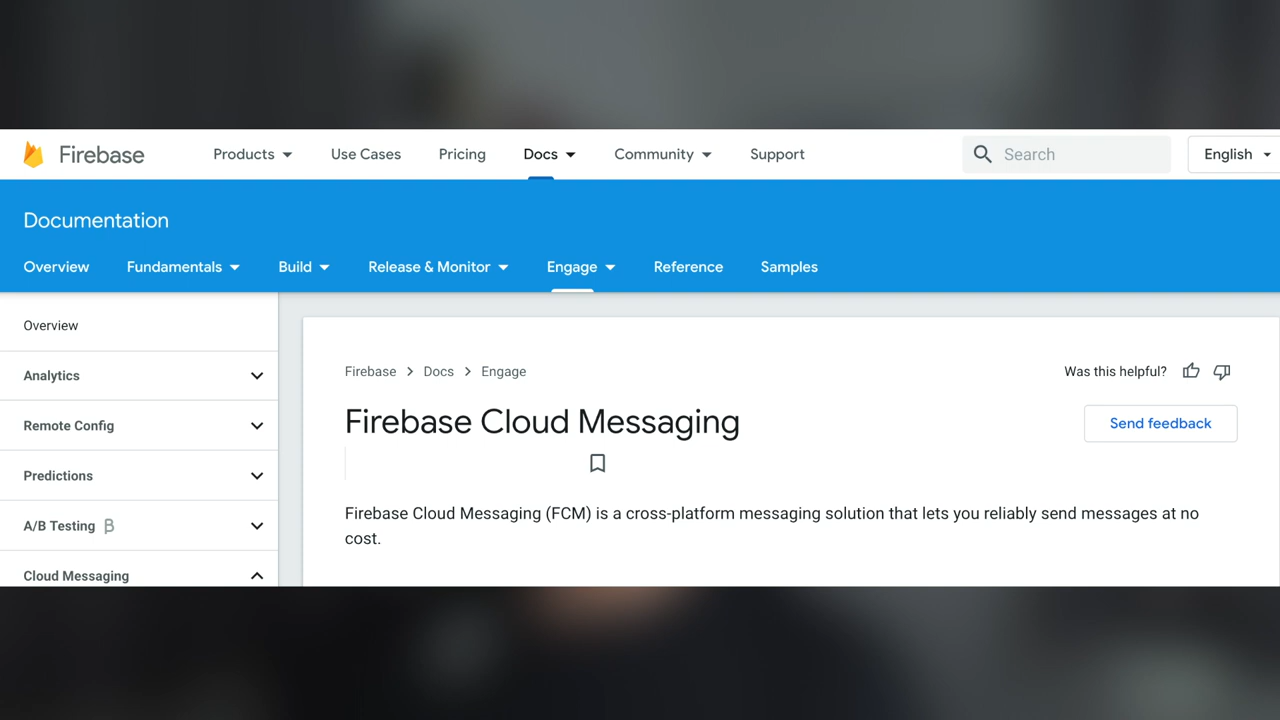 Firebase
Products
Use Cases
Pricing
Docs
Community
Support
Search
English
Documentation
Overview
Fundamentals
Build
Release & Monitor
Engage
Reference
Samples
Overview
Analytics
Remote Config
Predictions
A/B Testing β
Cloud Messaging
Firebase > Docs > Engage
Was this helpful?
Firebase Cloud Messaging
Send feedback
Firebase Cloud Messaging (FCM) is a cross-platform messaging solution that lets you reliably send messages at no
cost.